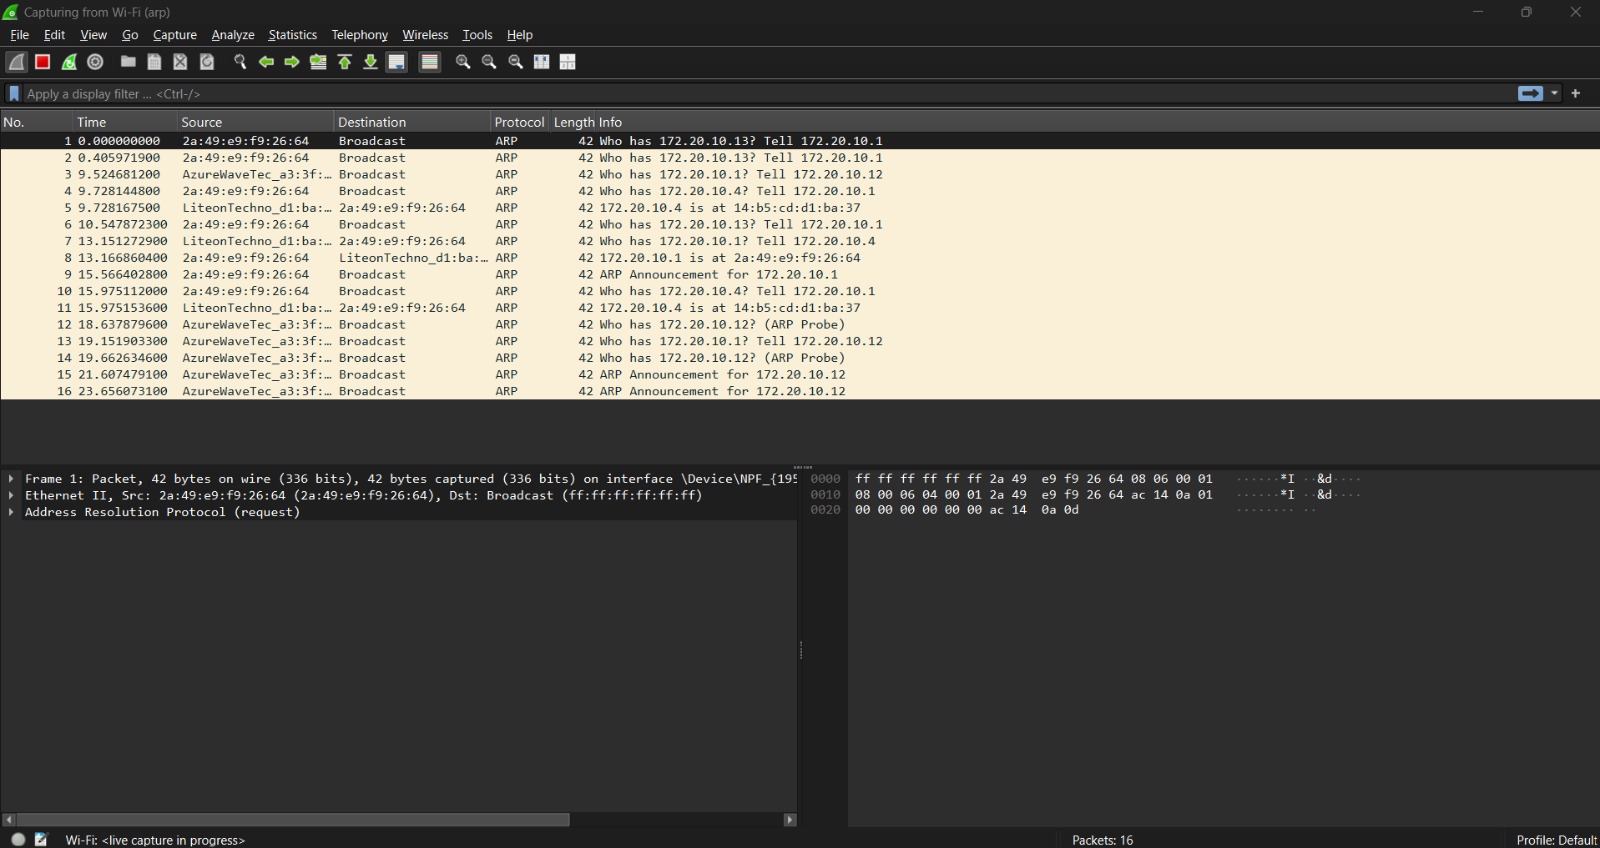 Capturing from Wi-Fi (arp)
File Edit View Go Capture Analyze Statistics Telephony Wireless Tools Help
Apply a display filter ... <Ctrl-/>
No. Time Source Destination Protocol Length Info
1 0.000000000 2a:49:e9:f9:26:64 Broadcast ARP 42 Who has 172.20.10.13? Tell 172.20.10.1
2 0.405971900 2a:49:e9:f9:26:64 Broadcast ARP 42 Who has 172.20.10.13? Tell 172.20.10.1
3 9.524681200 AzureWaveTec_a3:3f:… Broadcast ARP 42 Who has 172.20.10.1? Tell 172.20.10.12
4 9.728144800 2a:49:e9:f9:26:64 Broadcast ARP 42 Who has 172.20.10.4? Tell 172.20.10.1
5 9.728167500 LiteonTechno_d1:ba:… 2a:49:e9:f9:26:64 ARP 42 172.20.10.4 is at 14:b5:cd:d1:ba:37
6 10.547872300 2a:49:e9:f9:26:64 Broadcast ARP 42 Who has 172.20.10.13? Tell 172.20.10.1
7 13.151272900 LiteonTechno_d1:ba:… 2a:49:e9:f9:26:64 ARP 42 Who has 172.20.10.1? Tell 172.20.10.4
8 13.166860400 2a:49:e9:f9:26:64 LiteonTechno_d1:ba:… ARP 42 172.20.10.1 is at 2a:49:e9:f9:26:64
9 15.566402800 2a:49:e9:f9:26:64 Broadcast ARP 42 ARP Announcement for 172.20.10.1
10 15.975112000 2a:49:e9:f9:26:64 Broadcast ARP 42 Who has 172.20.10.4? Tell 172.20.10.1
11 15.975153600 LiteonTechno_d1:ba:… 2a:49:e9:f9:26:64 ARP 42 172.20.10.4 is at 14:b5:cd:d1:ba:37
12 18.637879600 AzureWaveTec_a3:3f:… Broadcast ARP 42 Who has 172.20.10.12? (ARP Probe)
13 19.151903300 AzureWaveTec_a3:3f:… Broadcast ARP 42 Who has 172.20.10.1? Tell 172.20.10.12
14 19.662634600 AzureWaveTec_a3:3f:… Broadcast ARP 42 Who has 172.20.10.12? (ARP Probe)
15 21.607479100 AzureWaveTec_a3:3f:… Broadcast ARP 42 ARP Announcement for 172.20.10.12
16 23.656073100 AzureWaveTec_a3:3f:… Broadcast ARP 42 ARP Announcement for 172.20.10.12
Frame 1: Packet, 42 bytes on wire (336 bits), 42 bytes captured (336 bits) on interface \Device\NPF_{195
Ethernet II, Src: 2a:49:e9:f9:26:64 (2a:49:e9:f9:26:64), Dst: Broadcast (ff:ff:ff:ff:ff:ff)
Address Resolution Protocol (request)
0000 ff ff ff ff ff ff 2a 49 e9 f9 26 64 08 06 00 01 ······*I ··&d····
0010 08 00 06 04 00 01 2a 49 e9 f9 26 64 ac 14 0a 01 ······*I ··&d····
0020 00 00 00 00 00 00 ac 14 0a 0d ········ ··
Wi-Fi: <live capture in progress> Packets: 16 Profile: Default